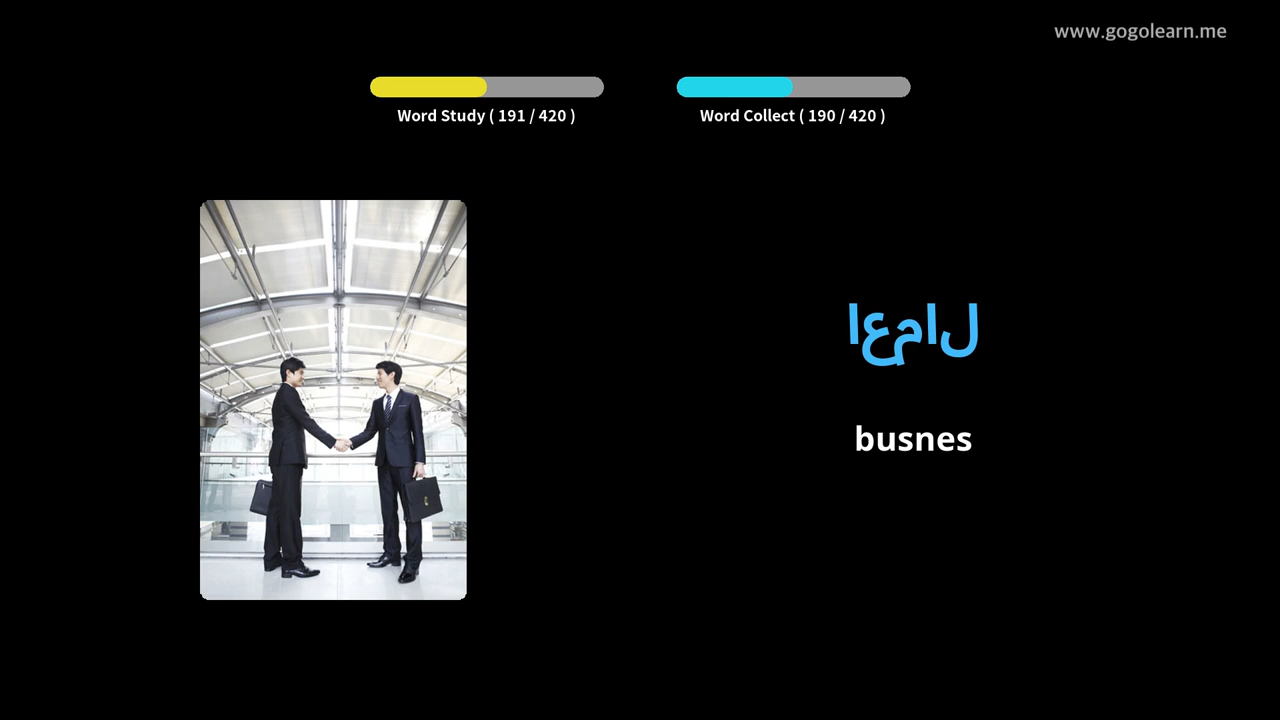 www.gogolearn.me
Word Study ( 191 / 420 )
Word Collect ( 190 / 420 )
اعمال
busnes